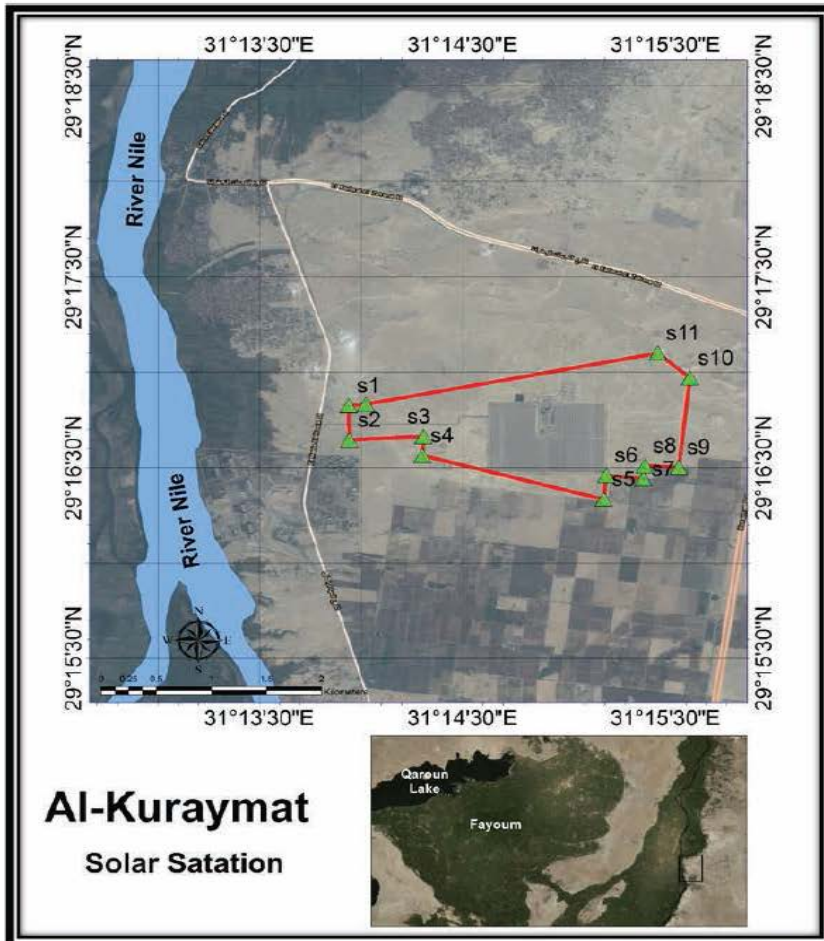 31°13'30"E 31°14'30"E 31°15'30"E
29°18'30"N
29°18'30"N
River Nile
29°17'30"N
29°17'30"N
s11
s10
s1
s2
s3
s4
29°16'30"N
29°16'30"N
s8
s9
s6
s7
s5
River Nile
N
W E
S
29°15'30"N
29°15'30"N
0 0.25 0.5 1 1.5 2
Kilometers
31°13'30"E 31°14'30"E 31°15'30"E
Al-Kuraymat
Solar Satation
Qaroun
Lake
Fayoum